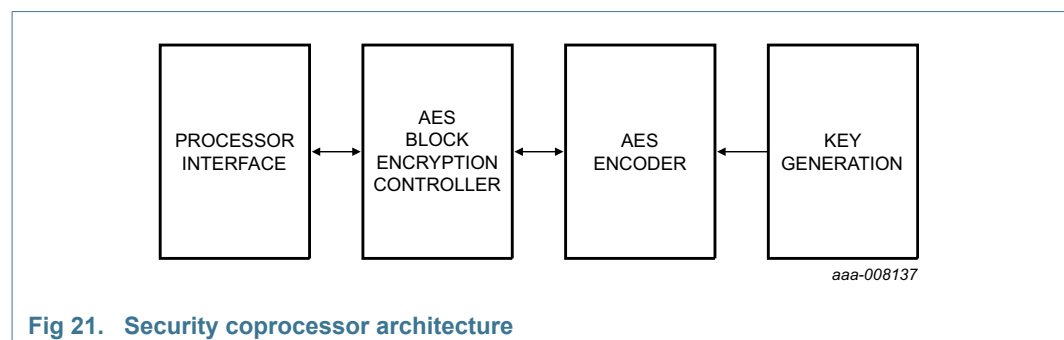 PROCESSOR
INTERFACE
AES
BLOCK
ENCRYPTION
CONTROLLER
AES
ENCODER
KEY
GENERATION
aaa-008137
Fig 21. Security coprocessor architecture